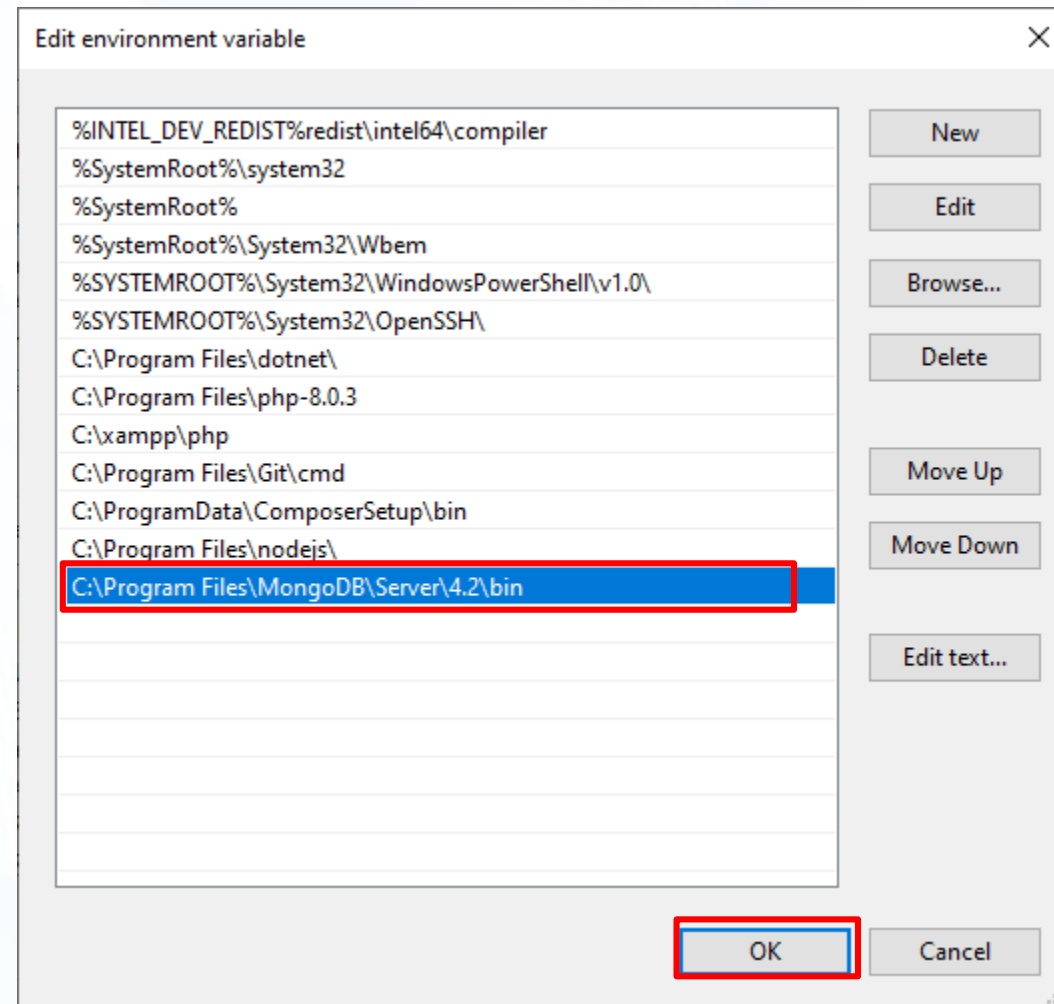 Edit environment variable
%INTEL_DEV_REDIST%redist\intel64\compiler
%SystemRoot%\system32
%SystemRoot%
%SystemRoot%\System32\Wbem
%SYSTEMROOT%\System32\WindowsPowerShell\v1.0\
%SYSTEMROOT%\System32\OpenSSH\
C:\Program Files\dotnet\
C:\Program Files\php-8.0.3
C:\xampp\php
C:\Program Files\Git\cmd
C:\ProgramData\ComposerSetup\bin
C:\Program Files\nodejs\
C:\Program Files\MongoDB\Server\4.2\bin
New
Edit
Browse...
Delete
Move Up
Move Down
Edit text...
OK
Cancel